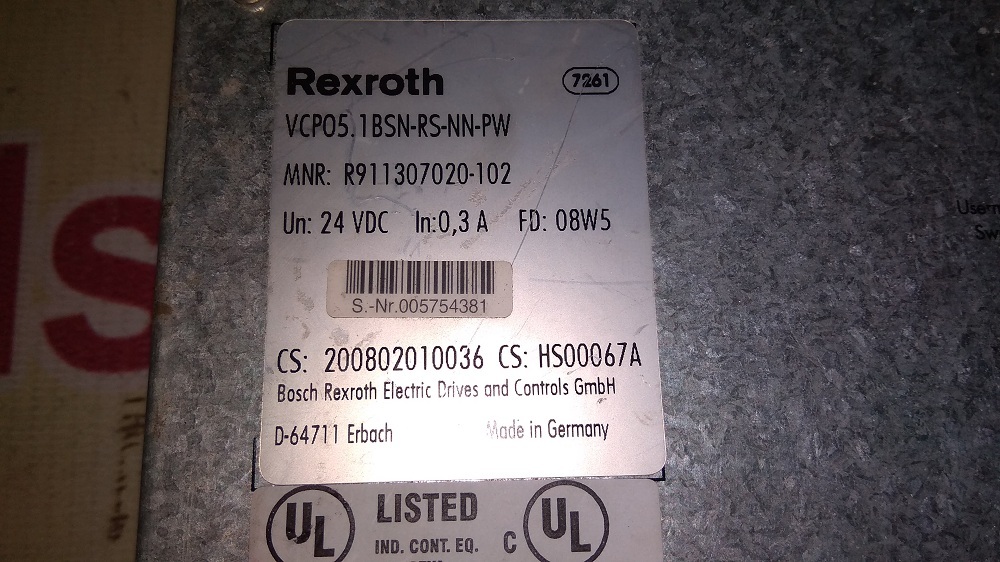 Rexroth 7261
VCP05.1BSN-RS-NN-PW
MNR: R911307020-102
Un: 24 VDC In:0,3 A FD: 08W5
S.-Nr.005754381
CS: 200802010036 CS: HS00067A
Bosch Rexroth Electric Drives and Controls GmbH
D-64711 Erbach Made in Germany
UL LISTED C UL
IND. CONT. EQ.